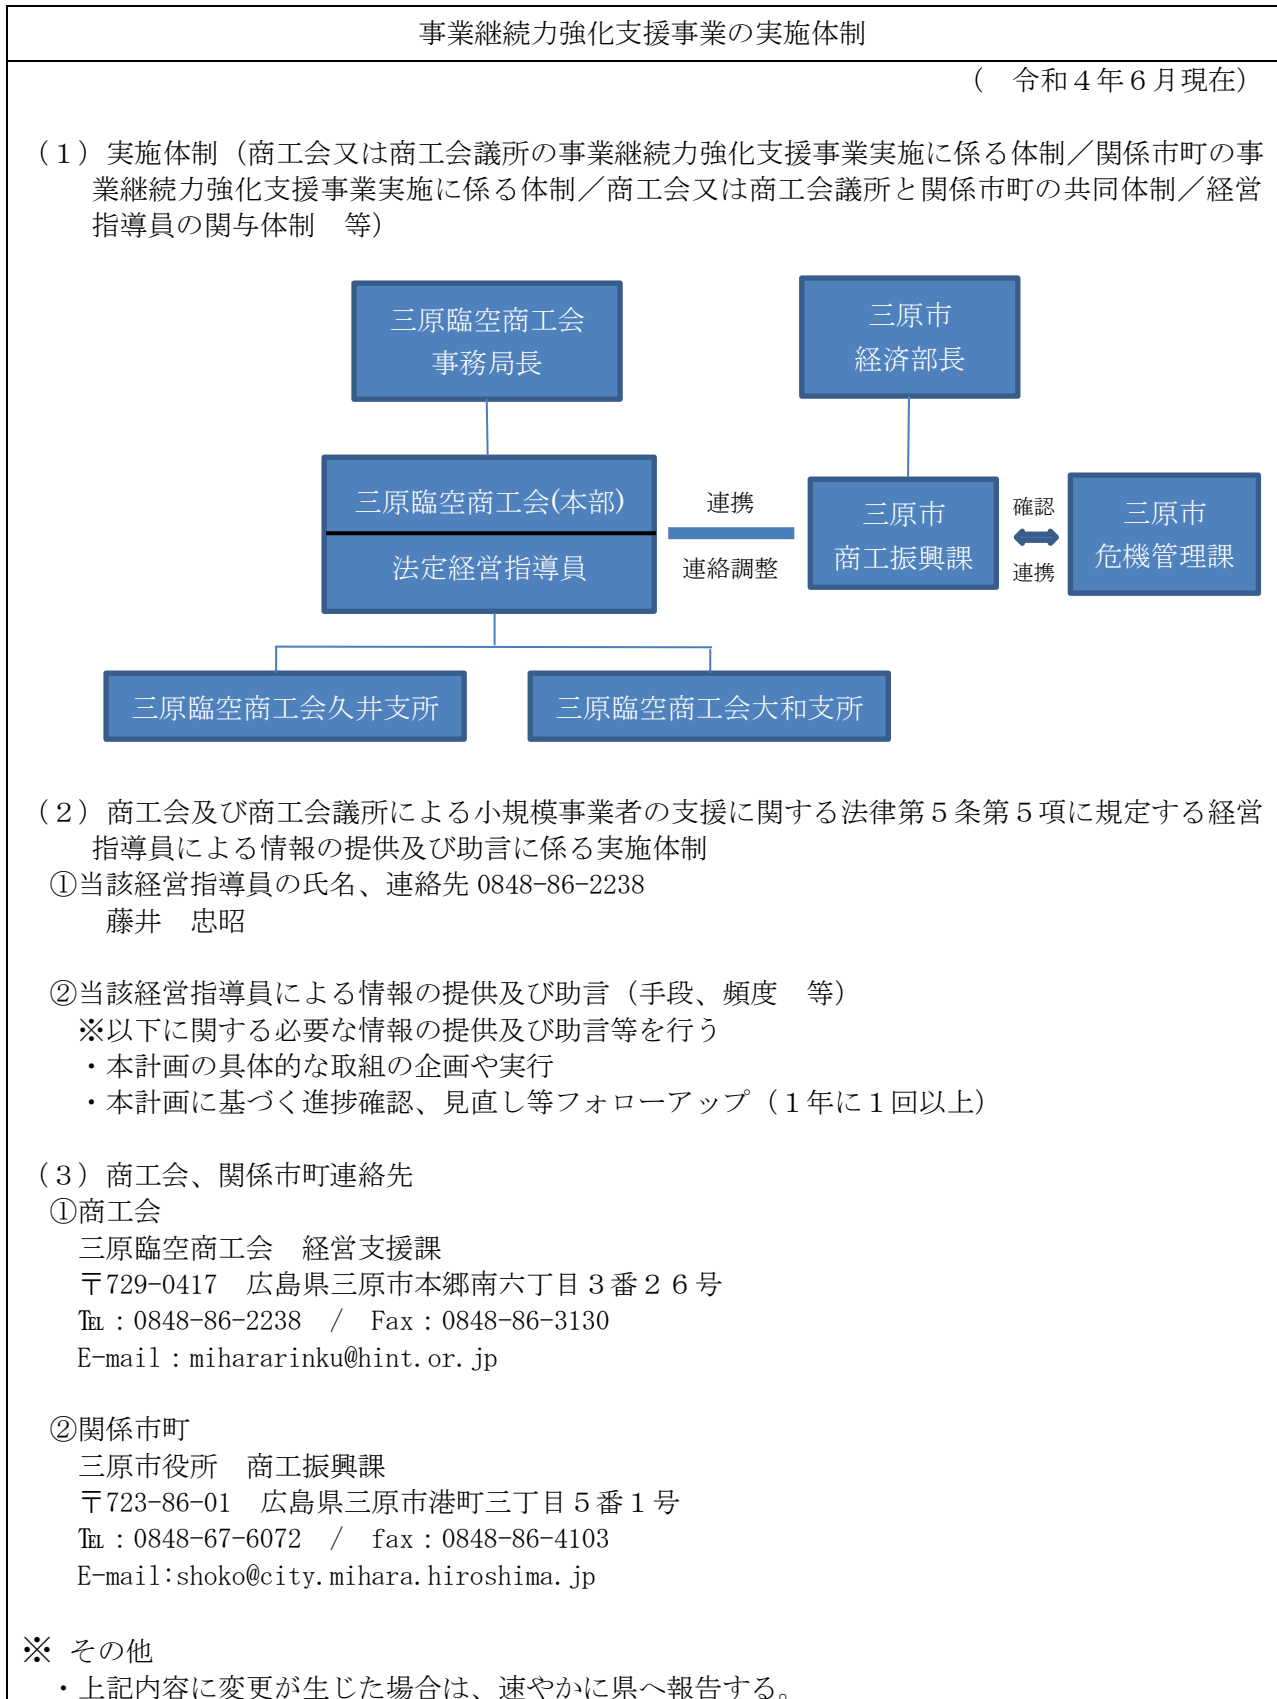 事業継続力強化支援事業の実施体制
（　令和４年６月現在）
（１）実施体制（商工会又は商工会議所の事業継続力強化支援事業実施に係る体制／関係市町の事
業継続力強化支援事業実施に係る体制／商工会又は商工会議所と関係市町の共同体制／経営
指導員の関与体制　等）
三原臨空商工会
事務局長
三原市
経済部長
三原臨空商工会(本部)
法定経営指導員
連携
連絡調整
三原市
商工振興課
確認
連携
三原市
危機管理課
三原臨空商工会久井支所
三原臨空商工会大和支所
（２）商工会及び商工会議所による小規模事業者の支援に関する法律第５条第５項に規定する経営
指導員による情報の提供及び助言に係る実施体制
①当該経営指導員の氏名、連絡先 0848-86-2238
藤井　忠昭
②当該経営指導員による情報の提供及び助言（手段、頻度　等）
※以下に関する必要な情報の提供及び助言等を行う
・本計画の具体的な取組の企画や実行
・本計画に基づく進捗確認、見直し等フォローアップ（１年に１回以上）
（３）商工会、関係市町連絡先
①商工会
三原臨空商工会　経営支援課
〒729-0417　広島県三原市本郷南六丁目３番２６号
℡：0848-86-2238　/　Fax：0848-86-3130
E-mail：mihararinku@hint.or.jp
②関係市町
三原市役所　商工振興課
〒723-86-01　広島県三原市港町三丁目５番１号
℡：0848-67-6072　/　fax：0848-86-4103
E-mail:shoko@city.mihara.hiroshima.jp
※ その他
・上記内容に変更が生じた場合は、速やかに県へ報告する。